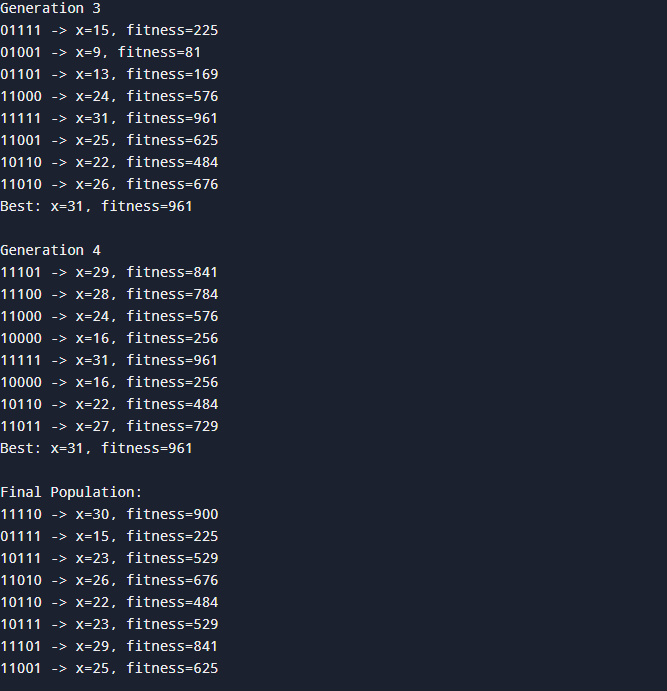 Generation 3
01111 -> x=15, fitness=225
01001 -> x=9, fitness=81
01101 -> x=13, fitness=169
11000 -> x=24, fitness=576
11111 -> x=31, fitness=961
11001 -> x=25, fitness=625
10110 -> x=22, fitness=484
11010 -> x=26, fitness=676
Best: x=31, fitness=961

Generation 4
11101 -> x=29, fitness=841
11100 -> x=28, fitness=784
11000 -> x=24, fitness=576
10000 -> x=16, fitness=256
11111 -> x=31, fitness=961
10000 -> x=16, fitness=256
10110 -> x=22, fitness=484
11011 -> x=27, fitness=729
Best: x=31, fitness=961

Final Population:
11110 -> x=30, fitness=900
01111 -> x=15, fitness=225
10111 -> x=23, fitness=529
11010 -> x=26, fitness=676
10110 -> x=22, fitness=484
10111 -> x=23, fitness=529
11101 -> x=29, fitness=841
11001 -> x=25, fitness=625